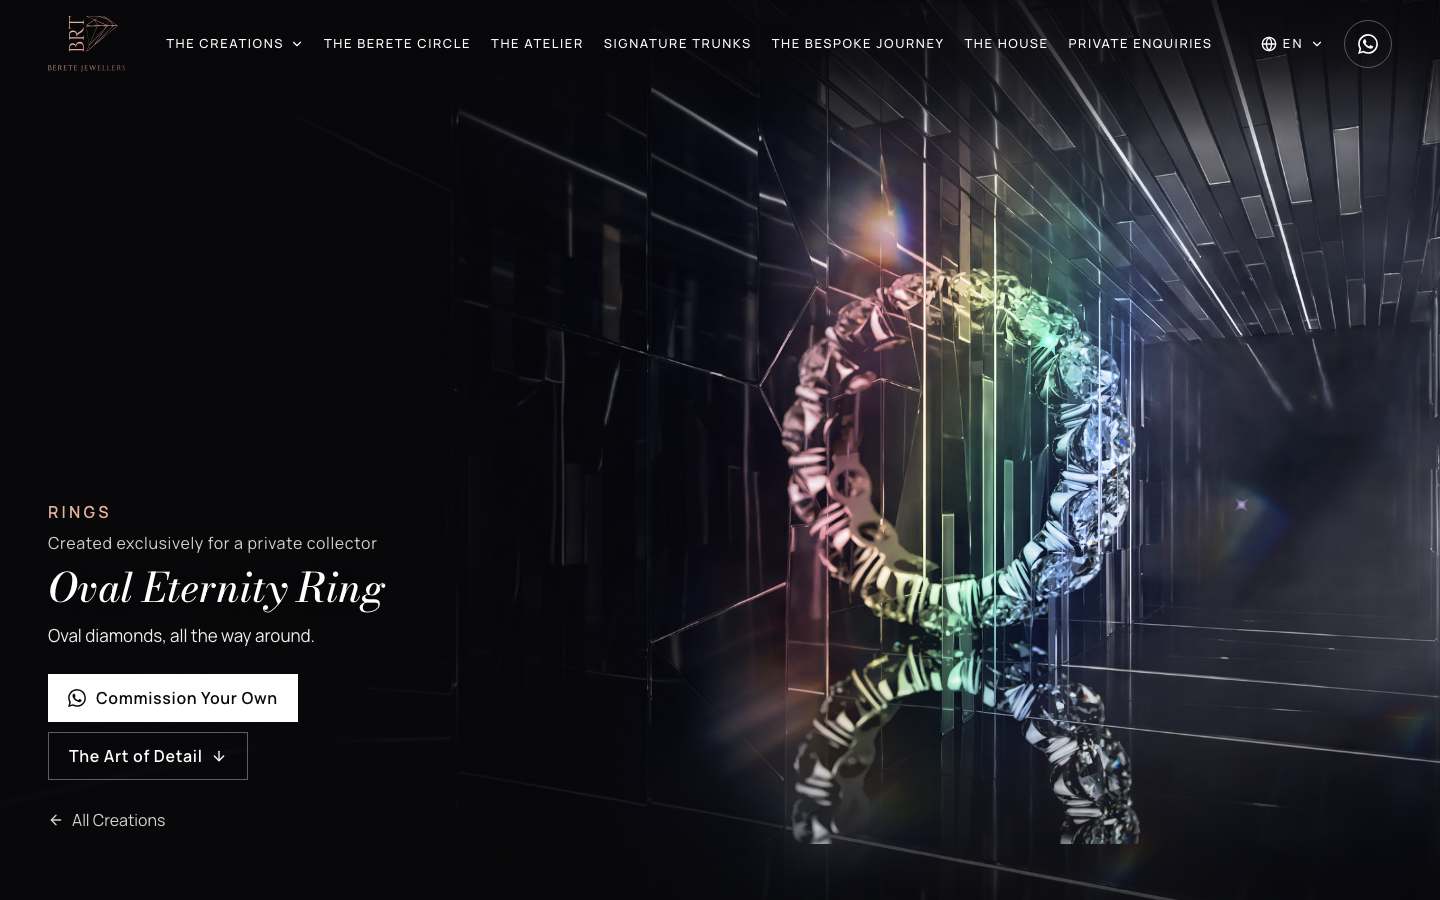 BRT
BERETE JEWELLERS
THE CREATIONS
THE BERETE CIRCLE
THE ATELIER
SIGNATURE TRUNKS
THE BESPOKE JOURNEY
THE HOUSE
PRIVATE ENQUIRIES
EN
RINGS
Created exclusively for a private collector
Oval Eternity Ring
Oval diamonds, all the way around.
Commission Your Own
The Art of Detail
All Creations